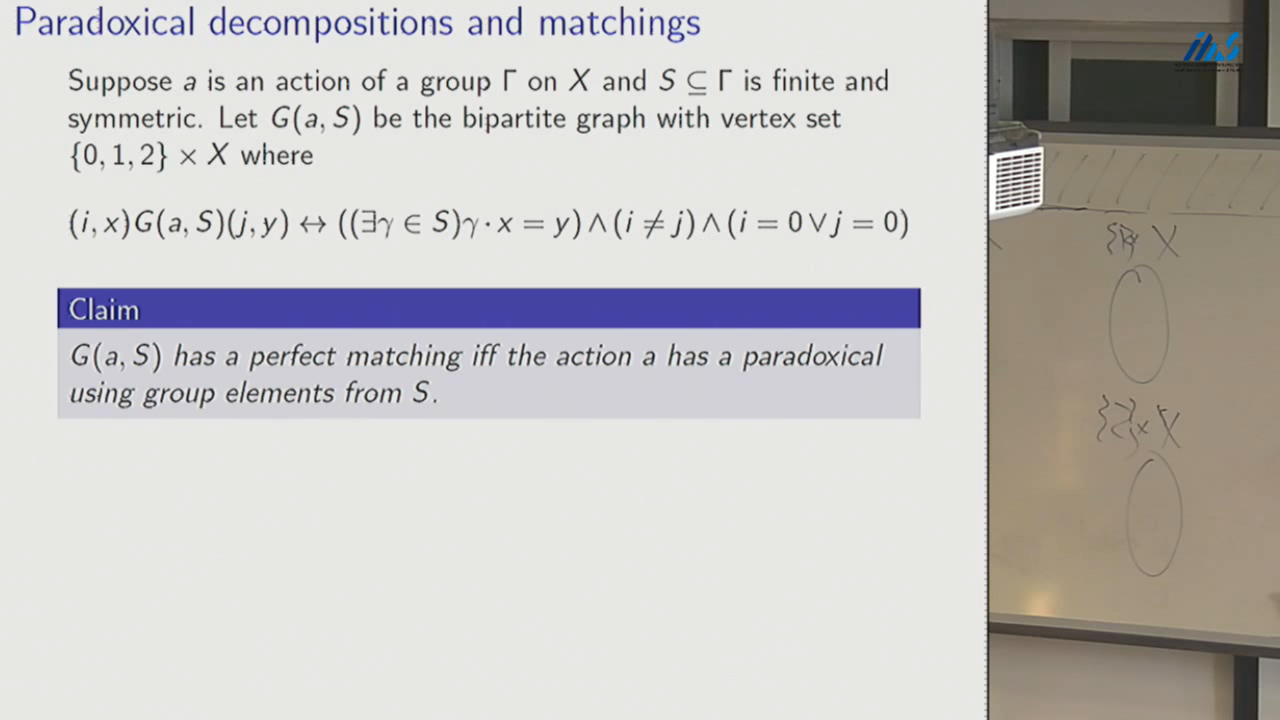 Paradoxical decompositions and matchings
Suppose a is an action of a group Γ on X and S ⊆ Γ is finite and
symmetric. Let G(a, S) be the bipartite graph with vertex set
{0, 1, 2} × X where
(i, x)G(a, S)(j, y) ↔ ((∃γ ∈ S)γ · x = y) ∧ (i ≠ j) ∧ (i = 0 ∨ j = 0)
Claim
G(a, S) has a perfect matching iff the action a has a paradoxical
using group elements from S.
X
{2}× X